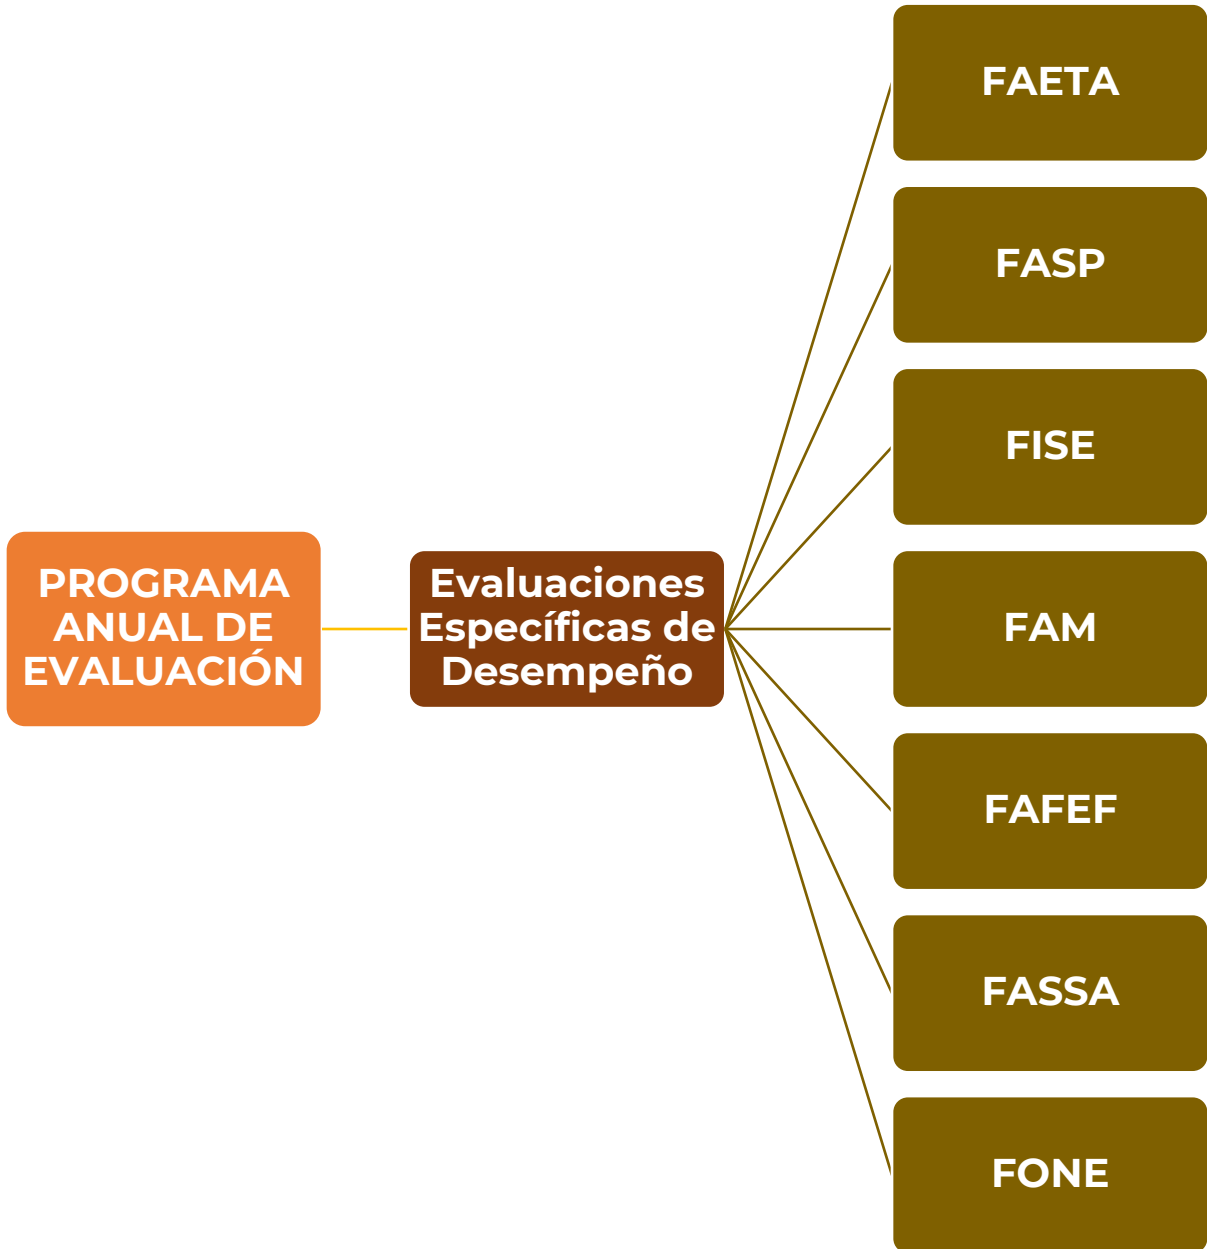 PROGRAMA
ANUAL DE
EVALUACIÓN
Evaluaciones
Específicas de
Desempeño
FAETA
FASP
FISE
FAM
FAFEF
FASSA
FONE